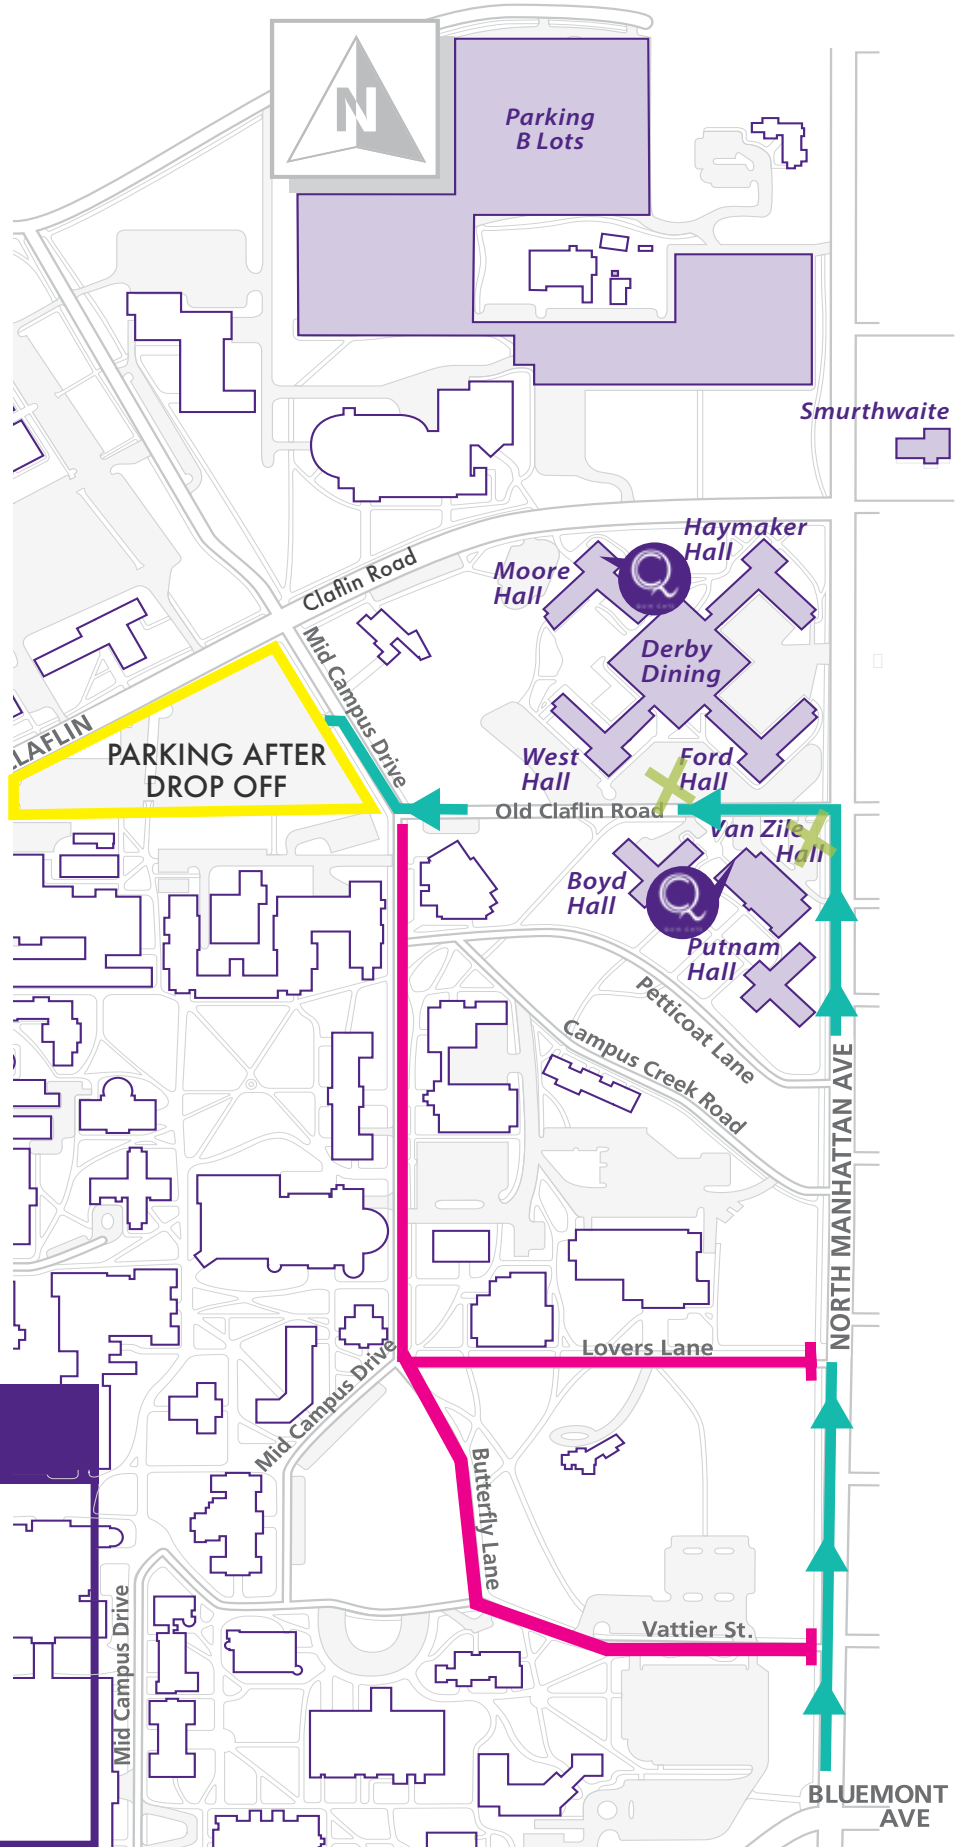 N
Parking
B Lots
Smurthwaite
Haymaker
Hall
Moore
Hall
Q
Claflin Road
Derby
Dining
Mid Campus Drive
PARKING AFTER
DROP OFF
West
Hall
Ford
Hall
Old Claflin Road
Van Zile
Hall
Boyd
Hall
Q
Putnam
Hall
Petticoat Lane
Campus Creek Road
NORTH MANHATTAN AVE
Lovers Lane
Mid Campus Drive
Butterfly Lane
Vattier St.
Mid Campus Drive
BLUEMONT
AVE